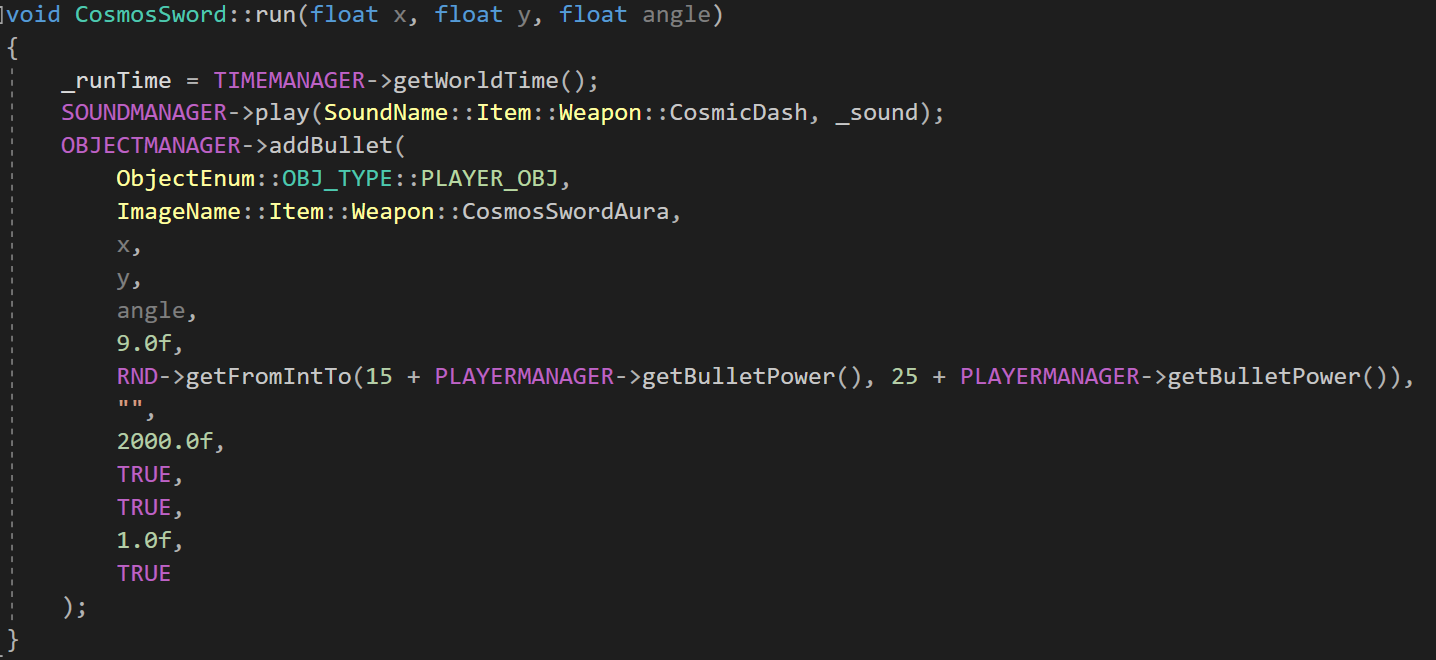 void CosmosSword::run(float x, float y, float angle)
{
    _runTime = TIMEMANAGER->getWorldTime();
    SOUNDMANAGER->play(SoundName::Item::Weapon::CosmicDash, _sound);
    OBJECTMANAGER->addBullet(
        ObjectEnum::OBJ_TYPE::PLAYER_OBJ,
        ImageName::Item::Weapon::CosmosSwordAura,
        x,
        y,
        angle,
        9.0f,
        RND->getFromIntTo(15 + PLAYERMANAGER->getBulletPower(), 25 + PLAYERMANAGER->getBulletPower()),
        "",
        2000.0f,
        TRUE,
        TRUE,
        1.0f,
        TRUE
    );
}